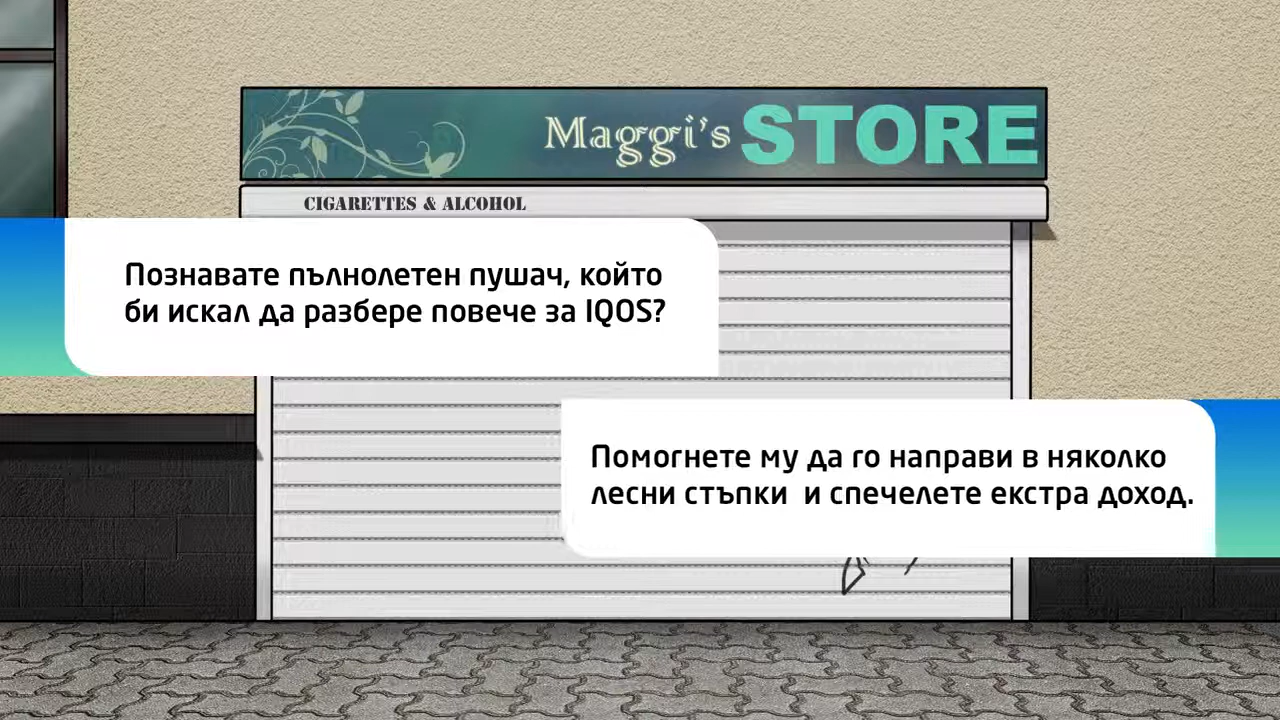 Maggi's STORE
CIGARETTES & ALCOHOL
Познавате пълнолетен пушач, който
би искал да разбере повече за IQOS?
Помогнете му да го направи в няколко
лесни стъпки и спечелете екстра доход.